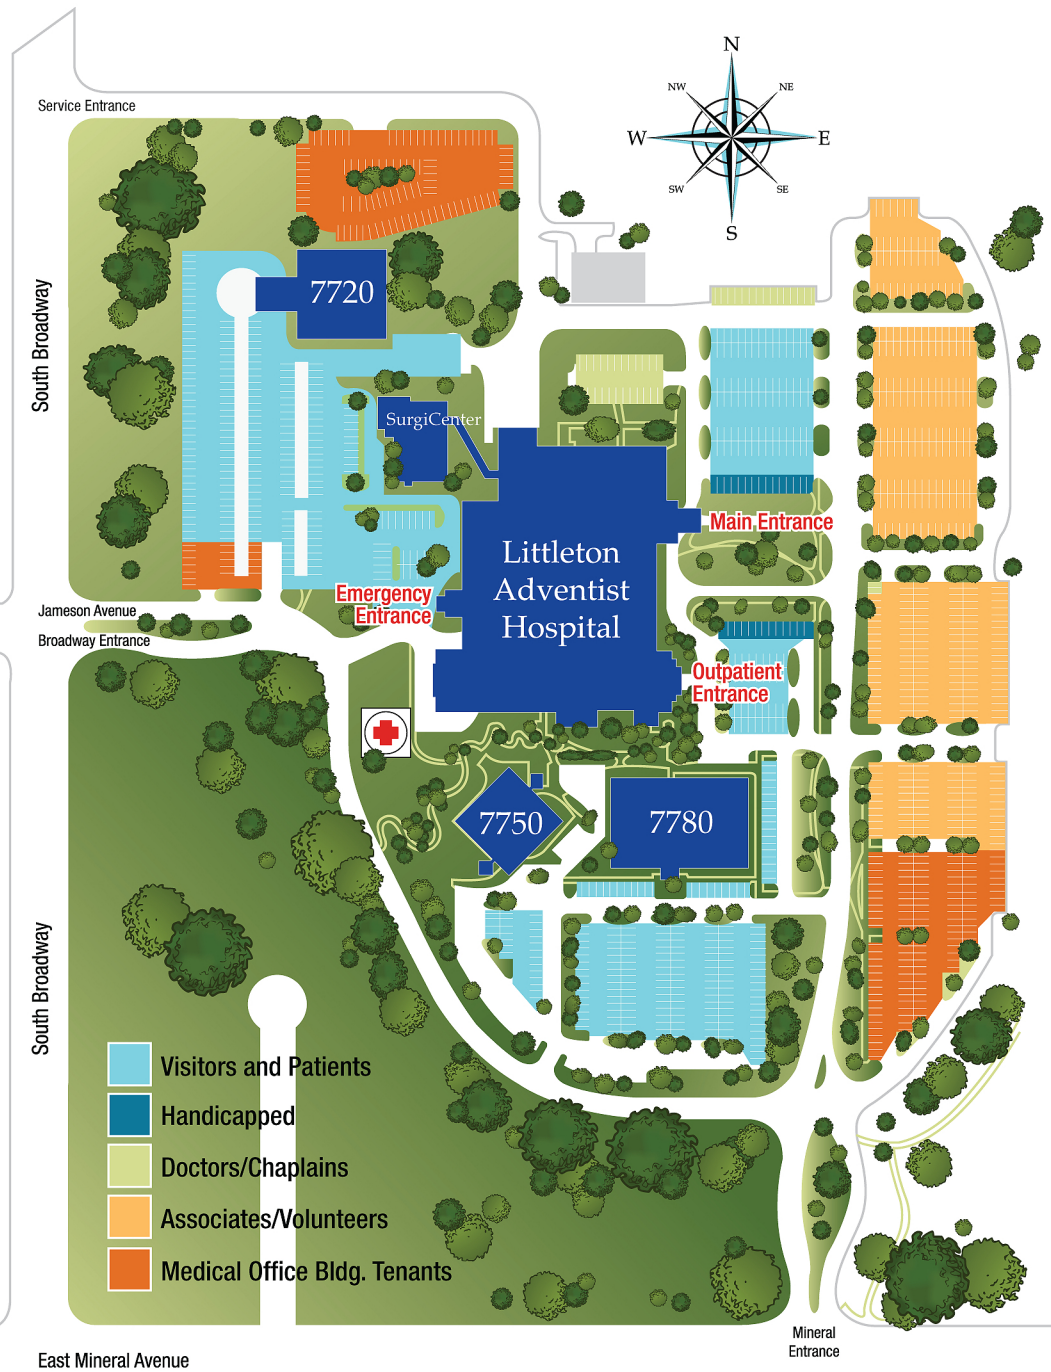 N
NW
NE
W
E
SW
SE
S
Service Entrance
7720
South Broadway
SurgiCenter
Main Entrance
Littleton
Adventist
Hospital
Emergency
Entrance
Jameson Avenue
Broadway Entrance
Outpatient
Entrance
7750
7780
South Broadway
Visitors and Patients
Handicapped
Doctors/Chaplains
Associates/Volunteers
Medical Office Bldg. Tenants
Mineral
Entrance
East Mineral Avenue